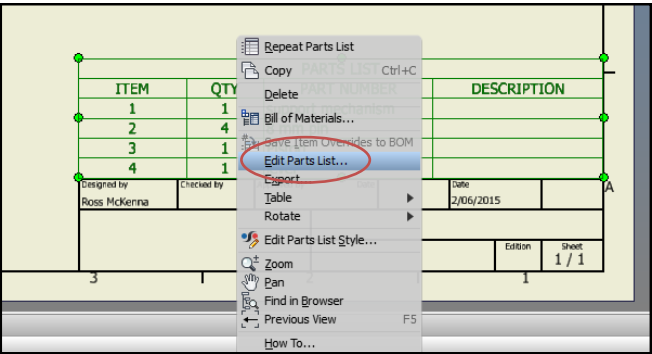 Repeat Parts List
Copy Ctrl+C
PARTS LIST
Delete
ITEM QTY PART NUMBER DESCRIPTION
1 1 support mechanism
Bill of Materials...
2 4
Save Item Overrides to BOM
3 1
Edit Parts List...
4 1
Export...
Designed by Checked by Date
Ross McKenna 2/06/2015
A
Table
Rotate
Edit Parts List Style...
Edition Sheet
1 / 1
Zoom
3 2 1
Pan
Find in Browser
Previous View F5
How To...